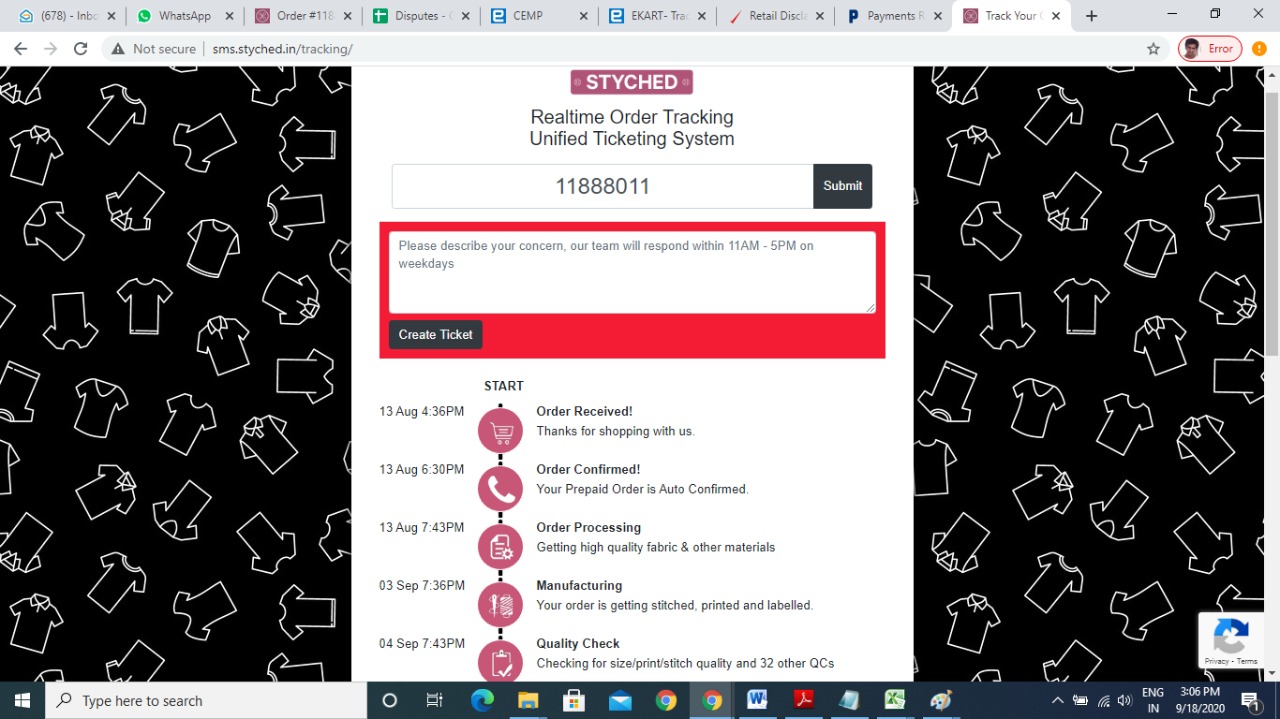 (678) - Inbo
WhatsApp
Order #118
Disputes - G
CEMP
EKART- Trac
Retail Discla
Payments R
Track Your O
Not secure
sms.styched.in/tracking/
Error
STYCHED
Realtime Order Tracking
Unified Ticketing System
11888011
Submit
Please describe your concern, our team will respond within 11AM - 5PM on
weekdays
Create Ticket
START
13 Aug 4:36PM
Order Received!
Thanks for shopping with us.
13 Aug 6:30PM
Order Confirmed!
Your Prepaid Order is Auto Confirmed.
13 Aug 7:43PM
Order Processing
Getting high quality fabric & other materials
03 Sep 7:36PM
Manufacturing
Your order is getting stitched, printed and labelled.
04 Sep 7:43PM
Quality Check
Checking for size/print/stitch quality and 32 other QCs
Privacy - Terms
Type here to search
ENG
IN
3:06 PM
9/18/2020
1